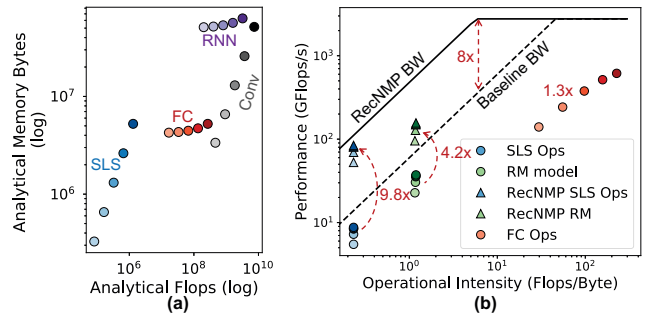 RNN
Conv
FC
SLS
10^7
10^6
Analytical Memory Bytes
(log)
10^6
10^8
10^10
Analytical Flops (log)
(a)
10^3
10^2
10^1
Performance (GFlops/s)
RecNMP BW
8x
Baseline BW
1.3x
4.2x
9.8x
SLS Ops
RM model
RecNMP SLS Ops
RecNMP RM
FC Ops
10^0
10^1
10^2
Operational Intensity (Flops/Byte)
(b)